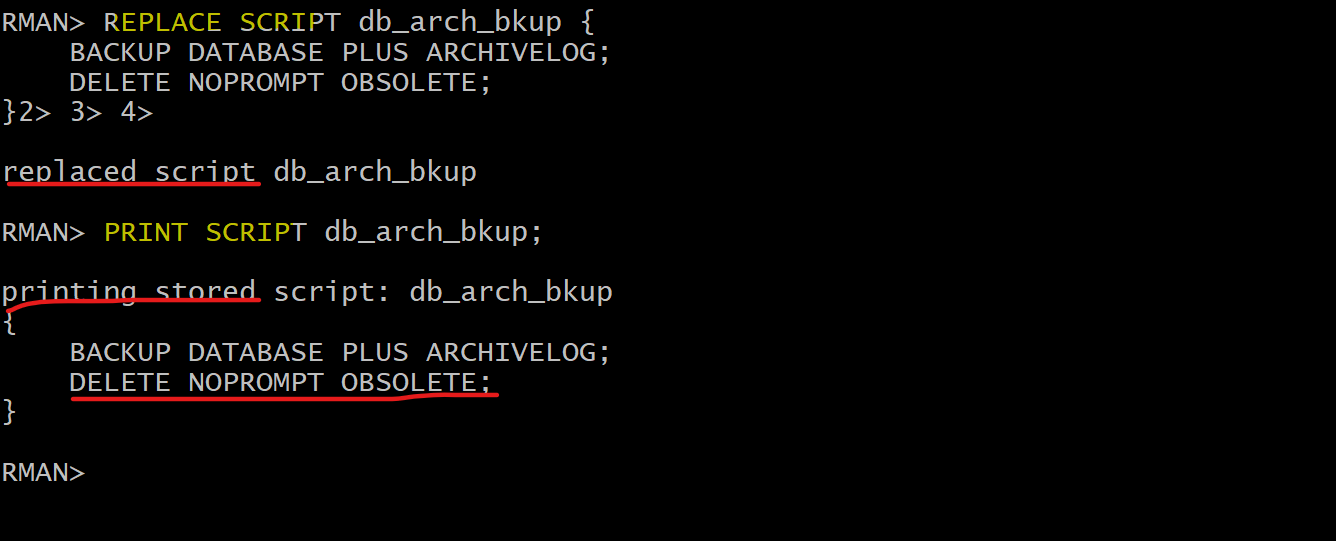 RMAN> REPLACE SCRIPT db_arch_bkup {
BACKUP DATABASE PLUS ARCHIVELOG;
DELETE NOPROMPT OBSOLETE;
}2> 3> 4>
replaced script db_arch_bkup
RMAN> PRINT SCRIPT db_arch_bkup;
printing stored script: db_arch_bkup
{
BACKUP DATABASE PLUS ARCHIVELOG;
DELETE NOPROMPT OBSOLETE;
}
RMAN>